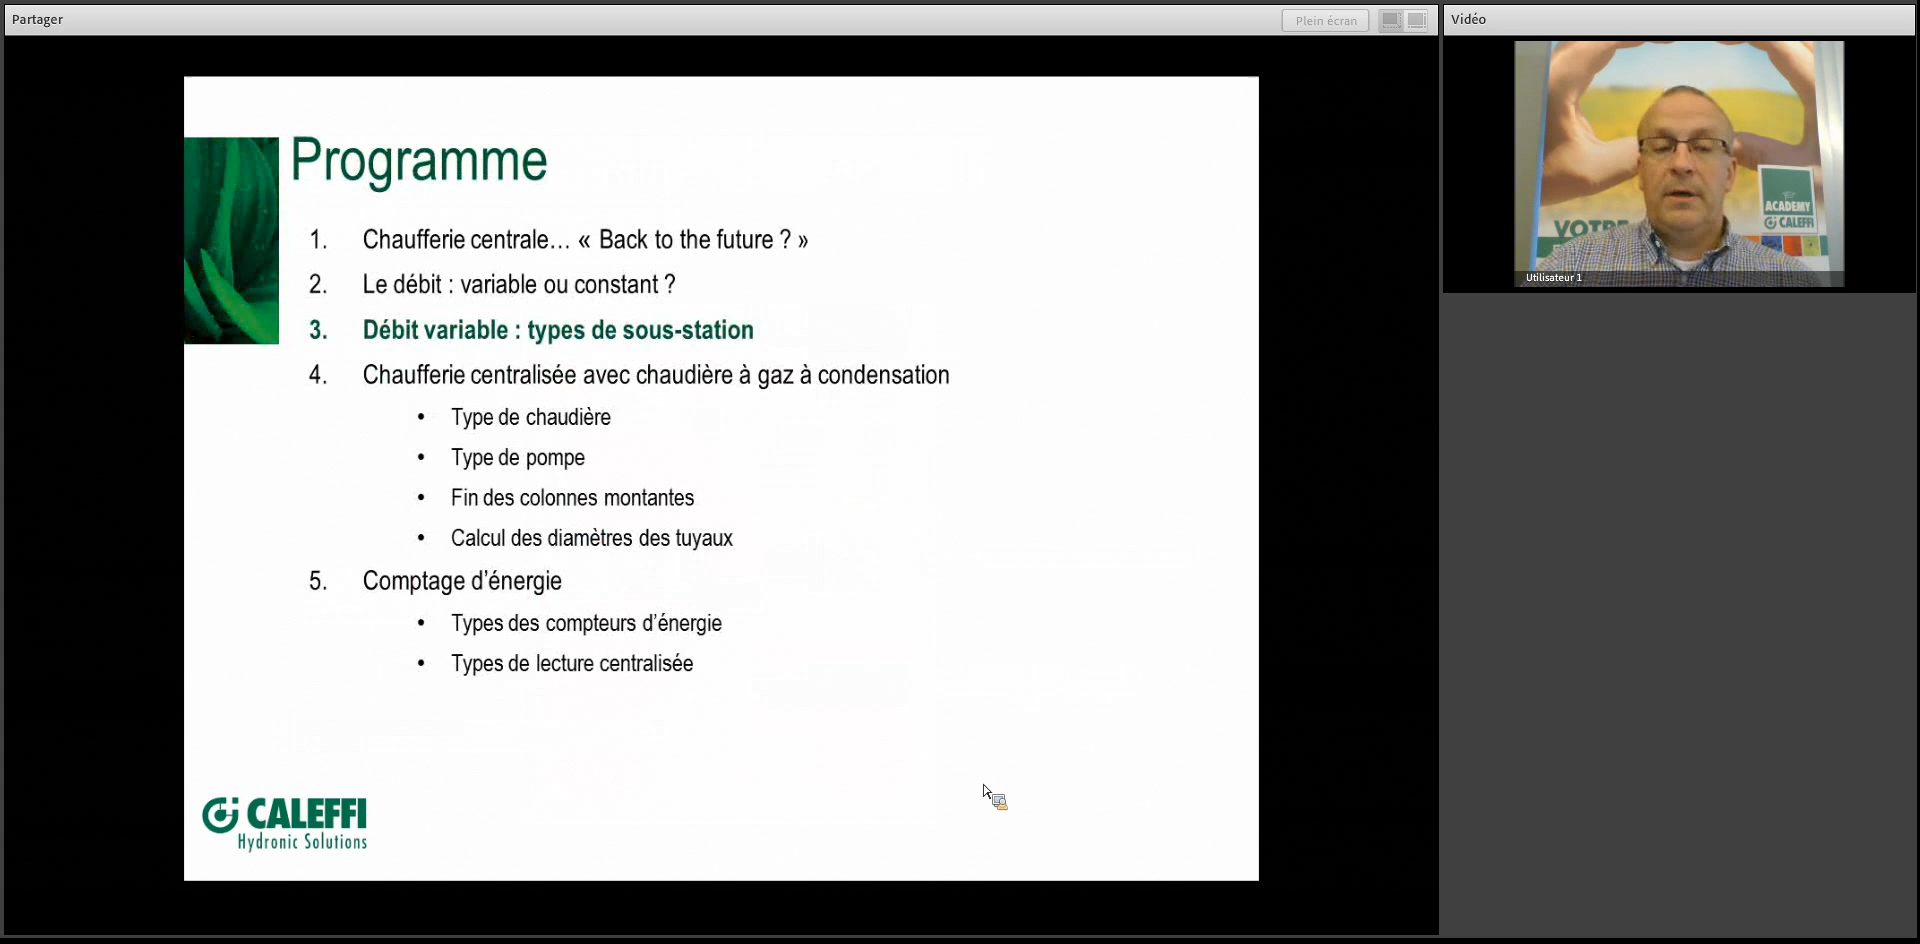 Partager
Plein écran
Vidéo
Programme
1. Chaufferie centrale… « Back to the future ? »
2. Le débit : variable ou constant ?
3. Débit variable : types de sous-station
4. Chaufferie centralisée avec chaudière à gaz à condensation
• Type de chaudière
• Type de pompe
• Fin des colonnes montantes
• Calcul des diamètres des tuyaux
5. Comptage d’énergie
• Types des compteurs d’énergie
• Types de lecture centralisée
CALEFFI
Hydronic Solutions
ACADEMY
CALEFFI
VOTRE
Utilisateur 1